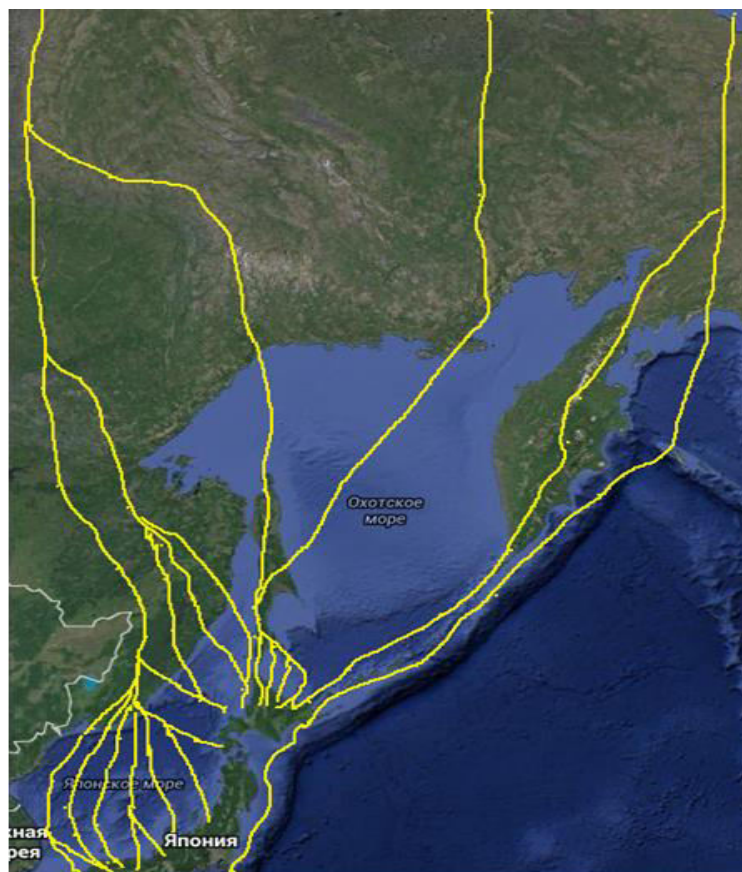 Охотское
море
Японское море
жная
рея
Япония